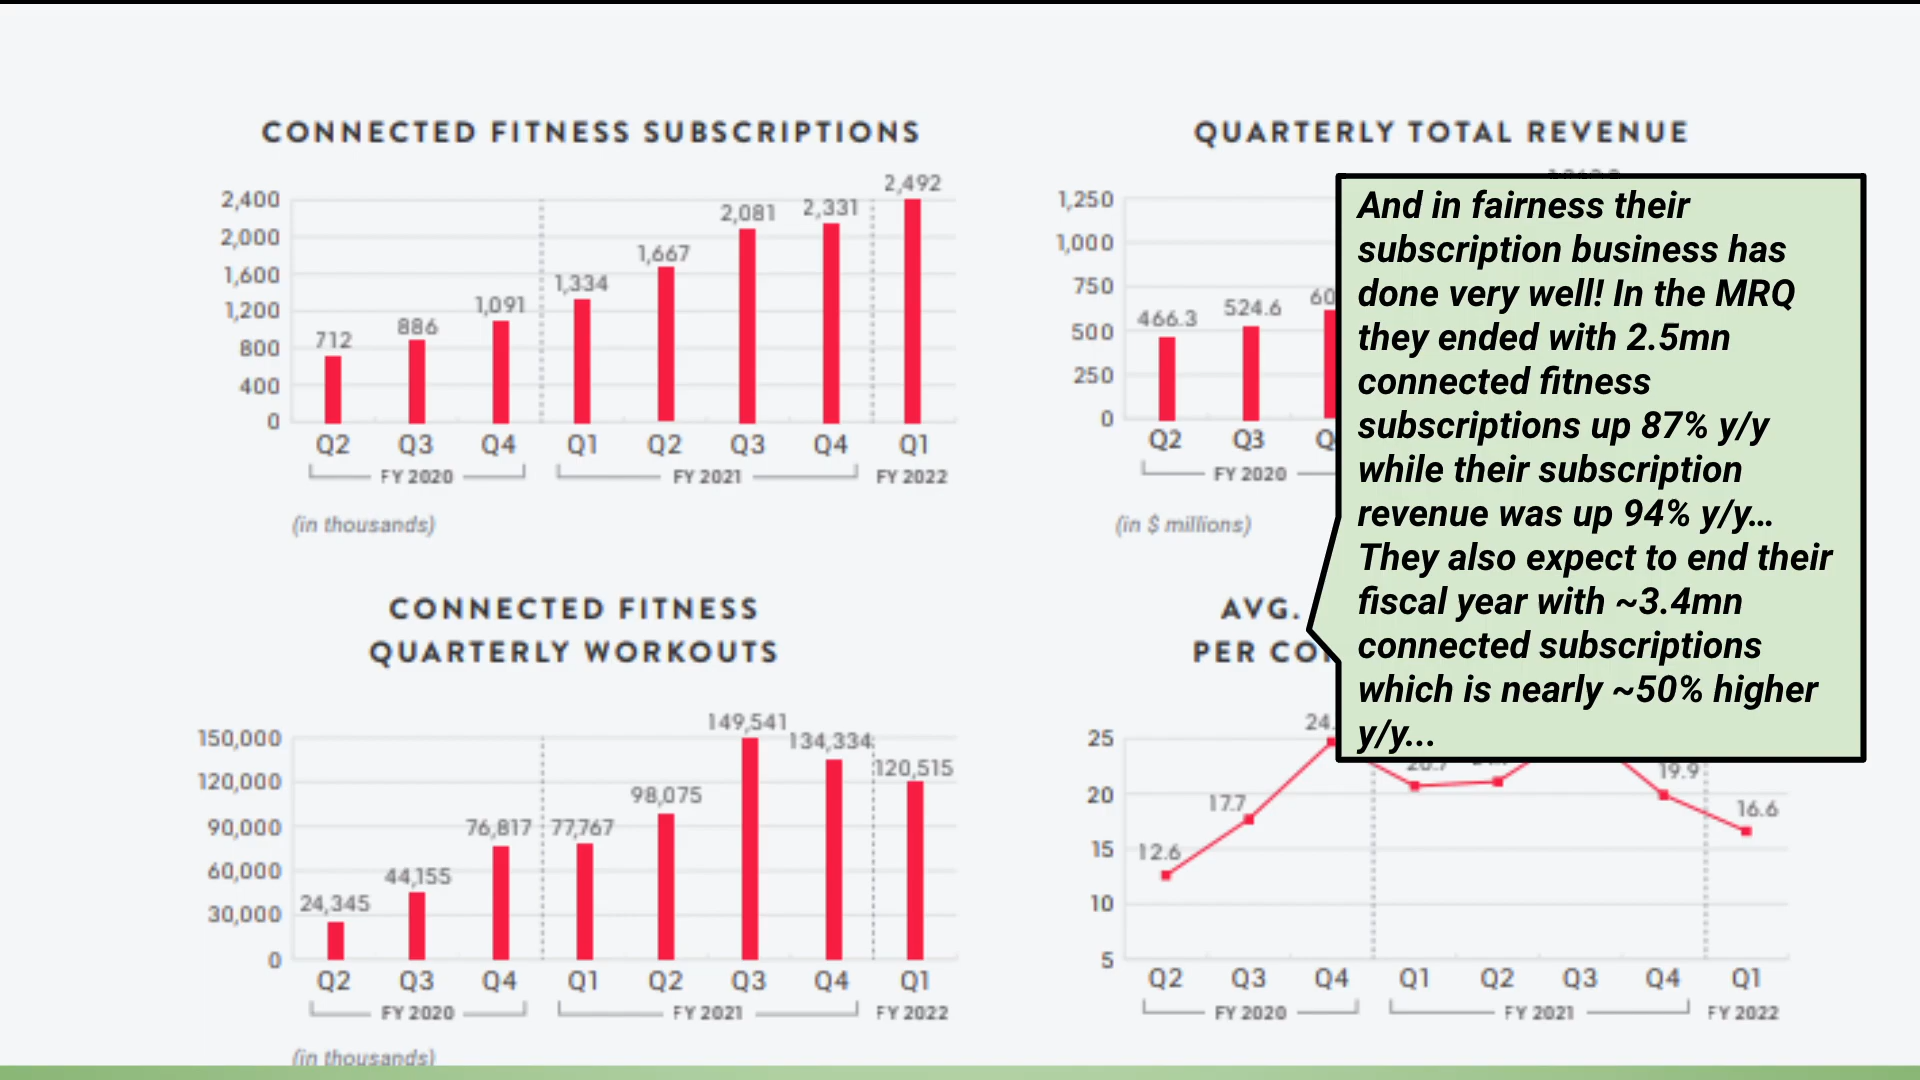 CONNECTED FITNESS SUBSCRIPTIONS
2,400
2,000
1,600
1,200
800
400
0
712
886
1,091
1,334
1,667
2,081
2,331
2,492
Q2 Q3 Q4 Q1 Q2 Q3 Q4 Q1
FY 2020 FY 2021 FY 2022
(in thousands)
QUARTERLY TOTAL REVENUE
1,250
1,000
750
500
250
0
466.3
524.6
60
Q2 Q3 Q
FY 2020
(in $ millions)
And in fairness their
subscription business has
done very well! In the MRQ
they ended with 2.5mn
connected fitness
subscriptions up 87% y/y
while their subscription
revenue was up 94% y/y...
They also expect to end their
fiscal year with ~3.4mn
connected subscriptions
which is nearly ~50% higher
y/y...
CONNECTED FITNESS
QUARTERLY WORKOUTS
150,000
120,000
90,000
60,000
30,000
0
24,345
44,155
76,817
77,767
98,075
149,541
134,334
120,515
Q2 Q3 Q4 Q1 Q2 Q3 Q4 Q1
FY 2020 FY 2021 FY 2022
(in thousands)
AVG.
PER CO
25
20
15
10
5
12.6
17.7
24.
19.9
16.6
Q2 Q3 Q4 Q1 Q2 Q3 Q4 Q1
FY 2020 FY 2021 FY 2022